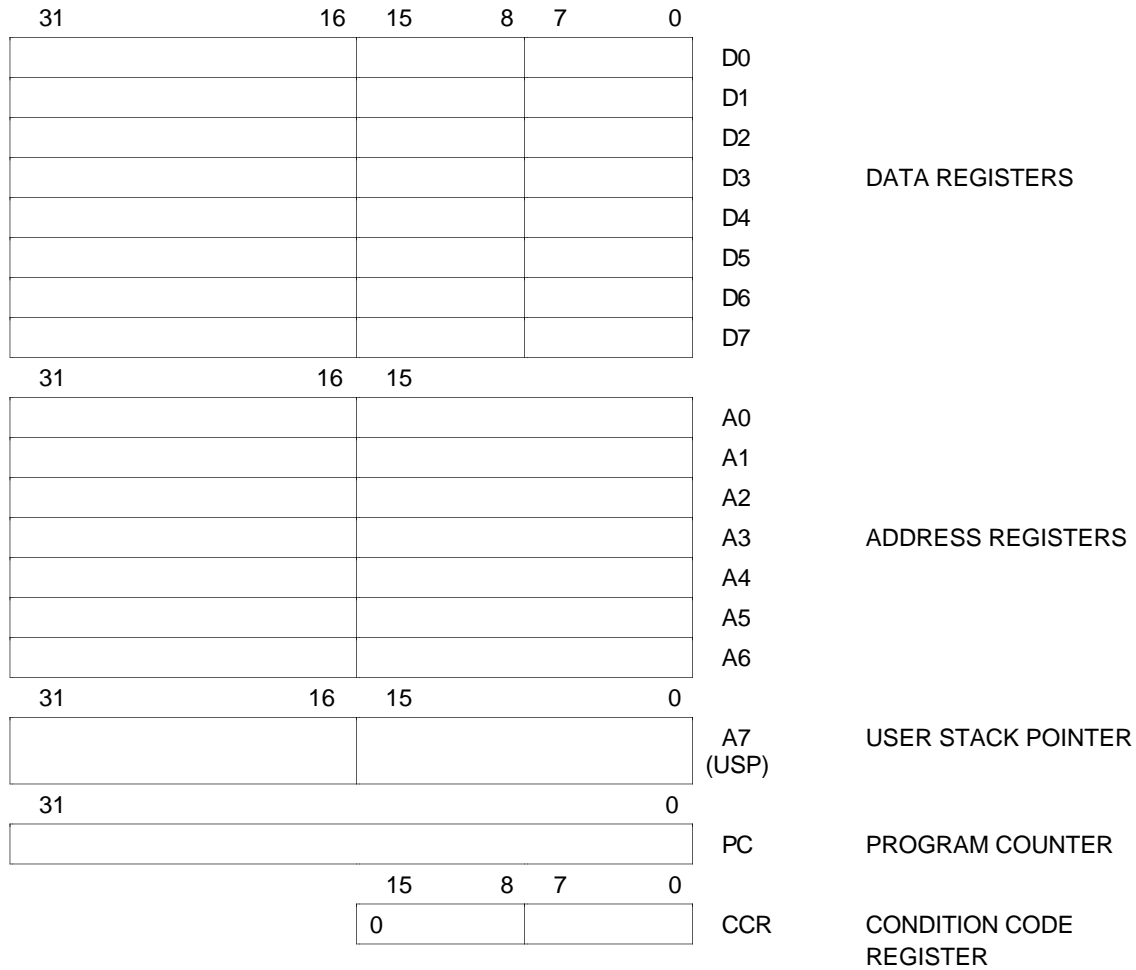 31 16 15 8 7 0
D0
D1
D2
D3 DATA REGISTERS
D4
D5
D6
D7
31 16 15
A0
A1
A2
A3 ADDRESS REGISTERS
A4
A5
A6
31 16 15 0
A7 USER STACK POINTER
(USP)
31 0
PC PROGRAM COUNTER
15 8 7 0
0 CCR CONDITION CODE
REGISTER